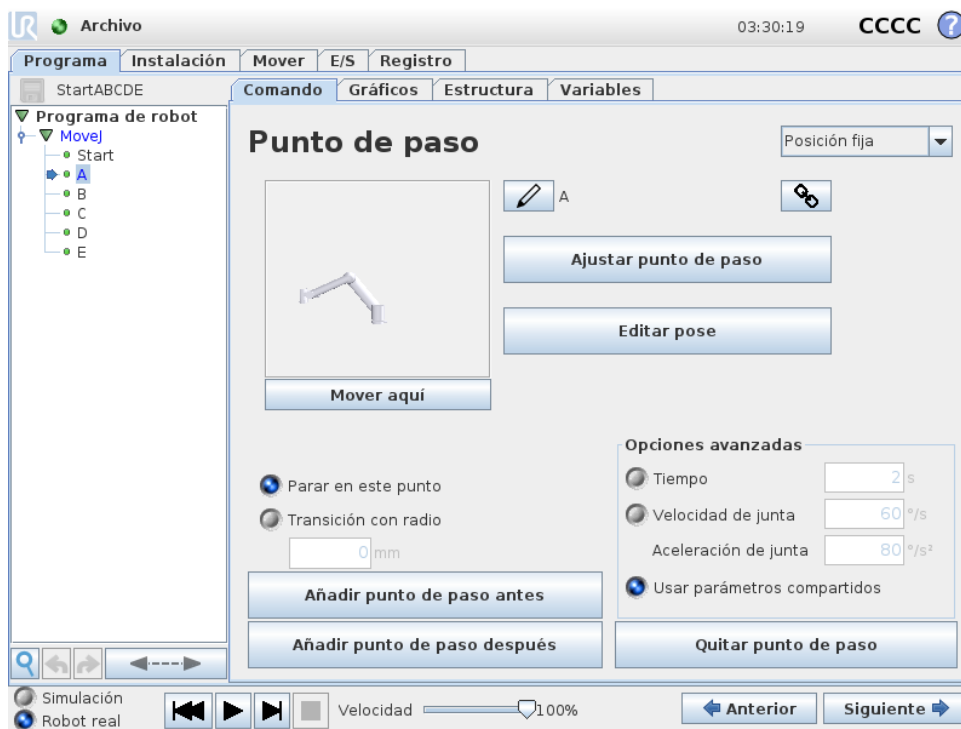 UR Archivo 03:30:19 CCCC ?
Programa Instalación Mover E/S Registro
StartABCDE
Comando Gráficos Estructura Variables
Programa de robot
MoveJ
Start
A
B
C
D
E
Punto de paso
Posición fija
A
Ajustar punto de paso
Editar pose
Mover aquí
Parar en este punto
Transición con radio
0 mm
Opciones avanzadas
Tiempo 2 s
Velocidad de junta 60 °/s
Aceleración de junta 80 °/s²
Usar parámetros compartidos
Añadir punto de paso antes
Añadir punto de paso después
Quitar punto de paso
Simulación
Robot real
Velocidad 100%
Anterior
Siguiente